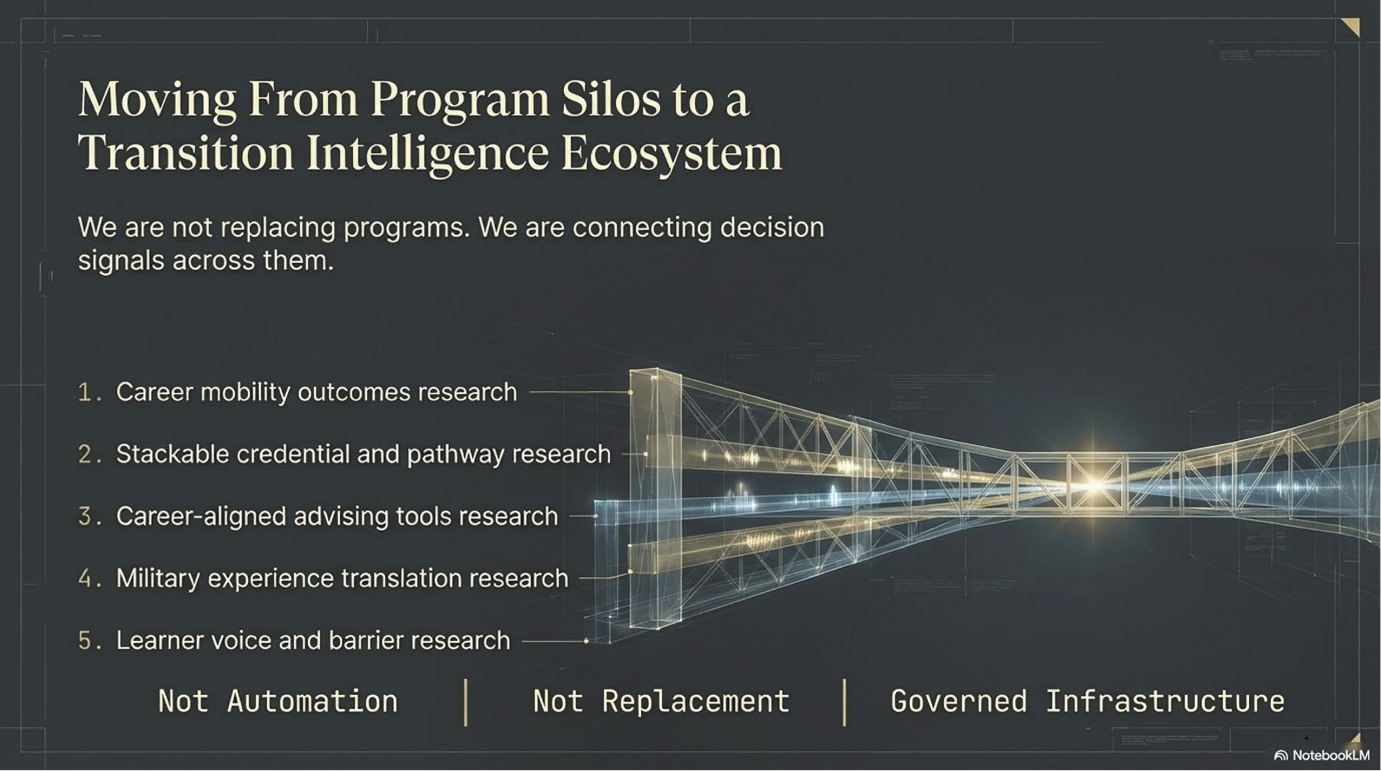 Moving From Program Silos to a
Transition Intelligence Ecosystem
We are not replacing programs. We are connecting decision
signals across them.
1. Career mobility outcomes research
2. Stackable credential and pathway research
3. Career-aligned advising tools research
4. Military experience translation research
5. Learner voice and barrier research
Not Automation | Not Replacement | Governed Infrastructure
NotebookLM